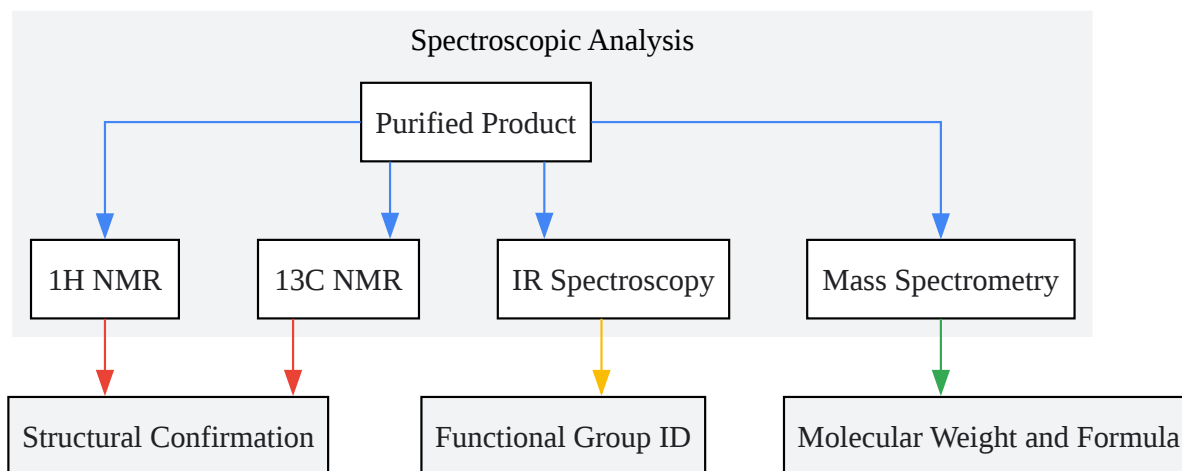 Spectroscopic Analysis
Purified Product
1H NMR
13C NMR
IR Spectroscopy
Mass Spectrometry
Structural Confirmation
Functional Group ID
Molecular Weight and Formula